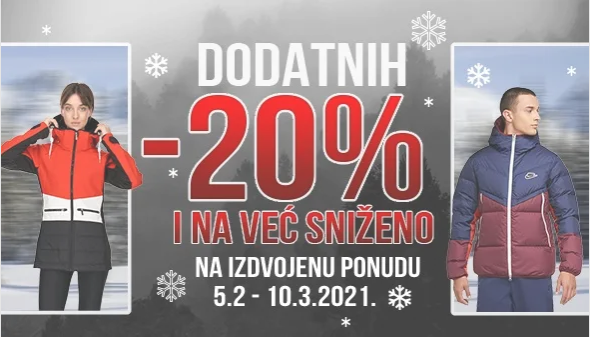 DODATNIH
-20%
I NA VEĆ SNIŽENO
NA IZDVOJENU PONUDU
5.2 - 10.3.2021.